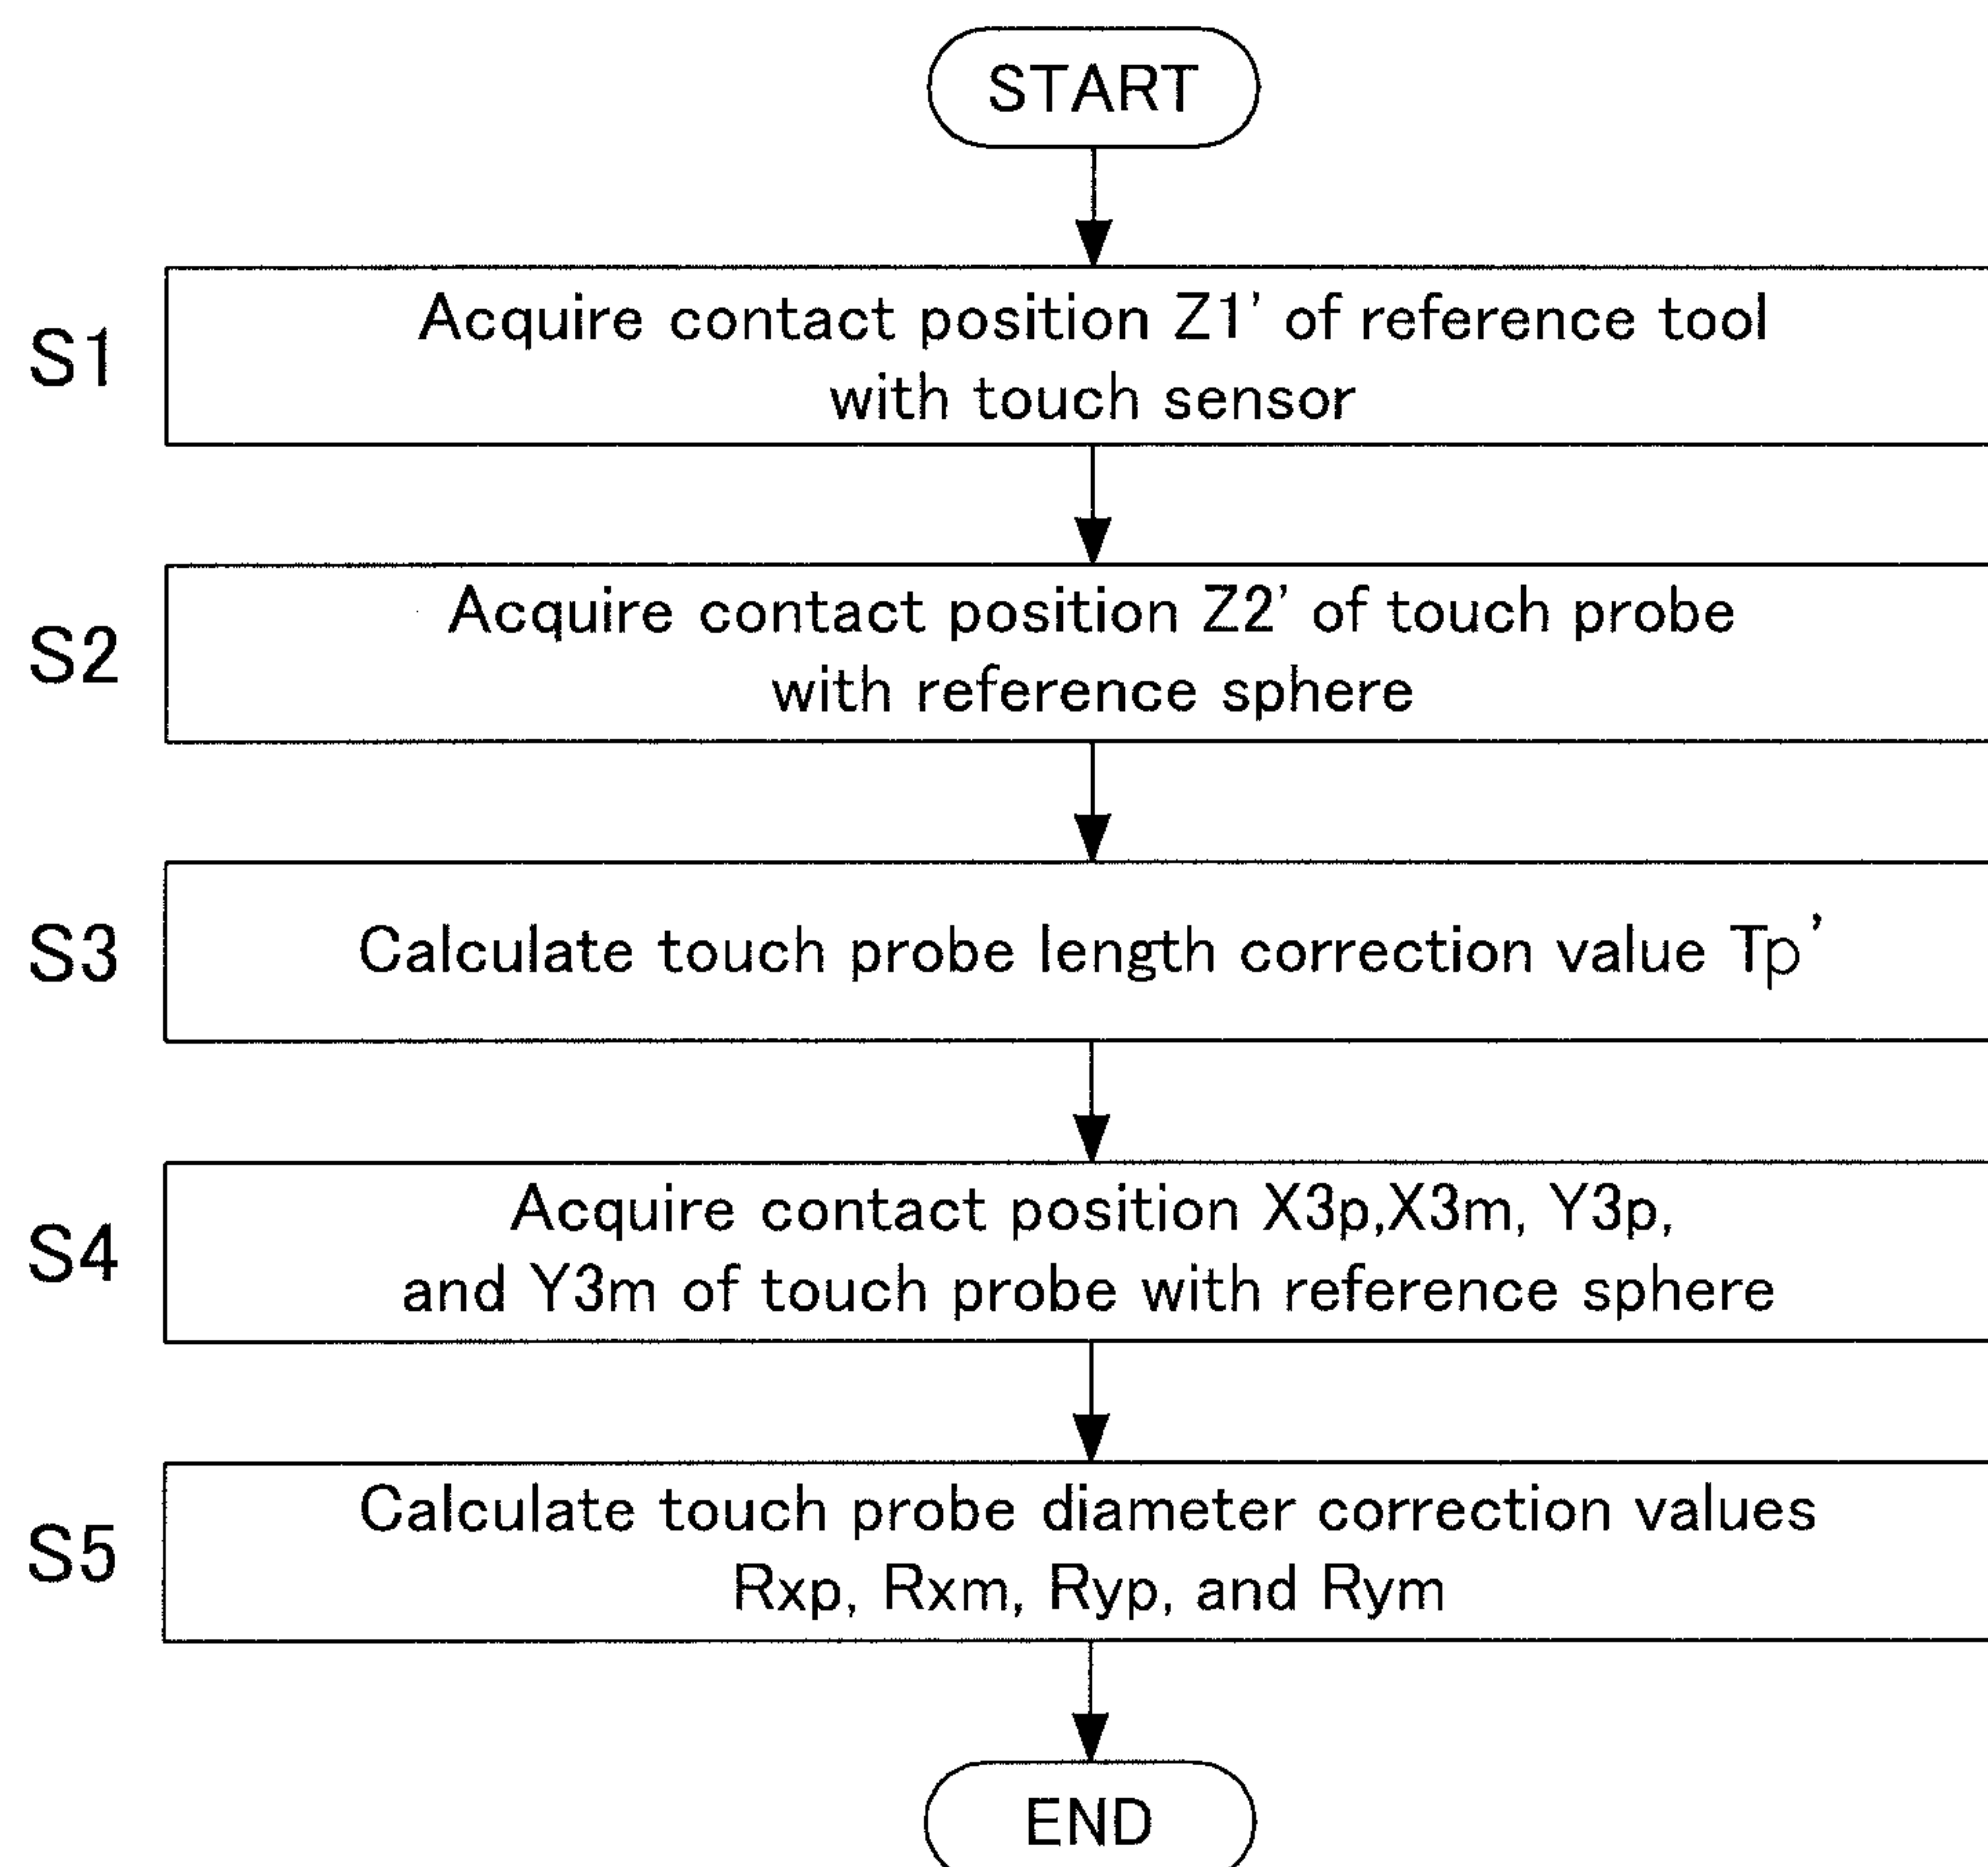 START
S1
Acquire contact position Z1' of reference tool
with touch sensor
S2
Acquire contact position Z2' of touch probe
with reference sphere
S3
Calculate touch probe length correction value Tp'
S4
Acquire contact position X3p,X3m, Y3p,
and Y3m of touch probe with reference sphere
S5
Calculate touch probe diameter correction values
Rxp, Rxm, Ryp, and Rym
END